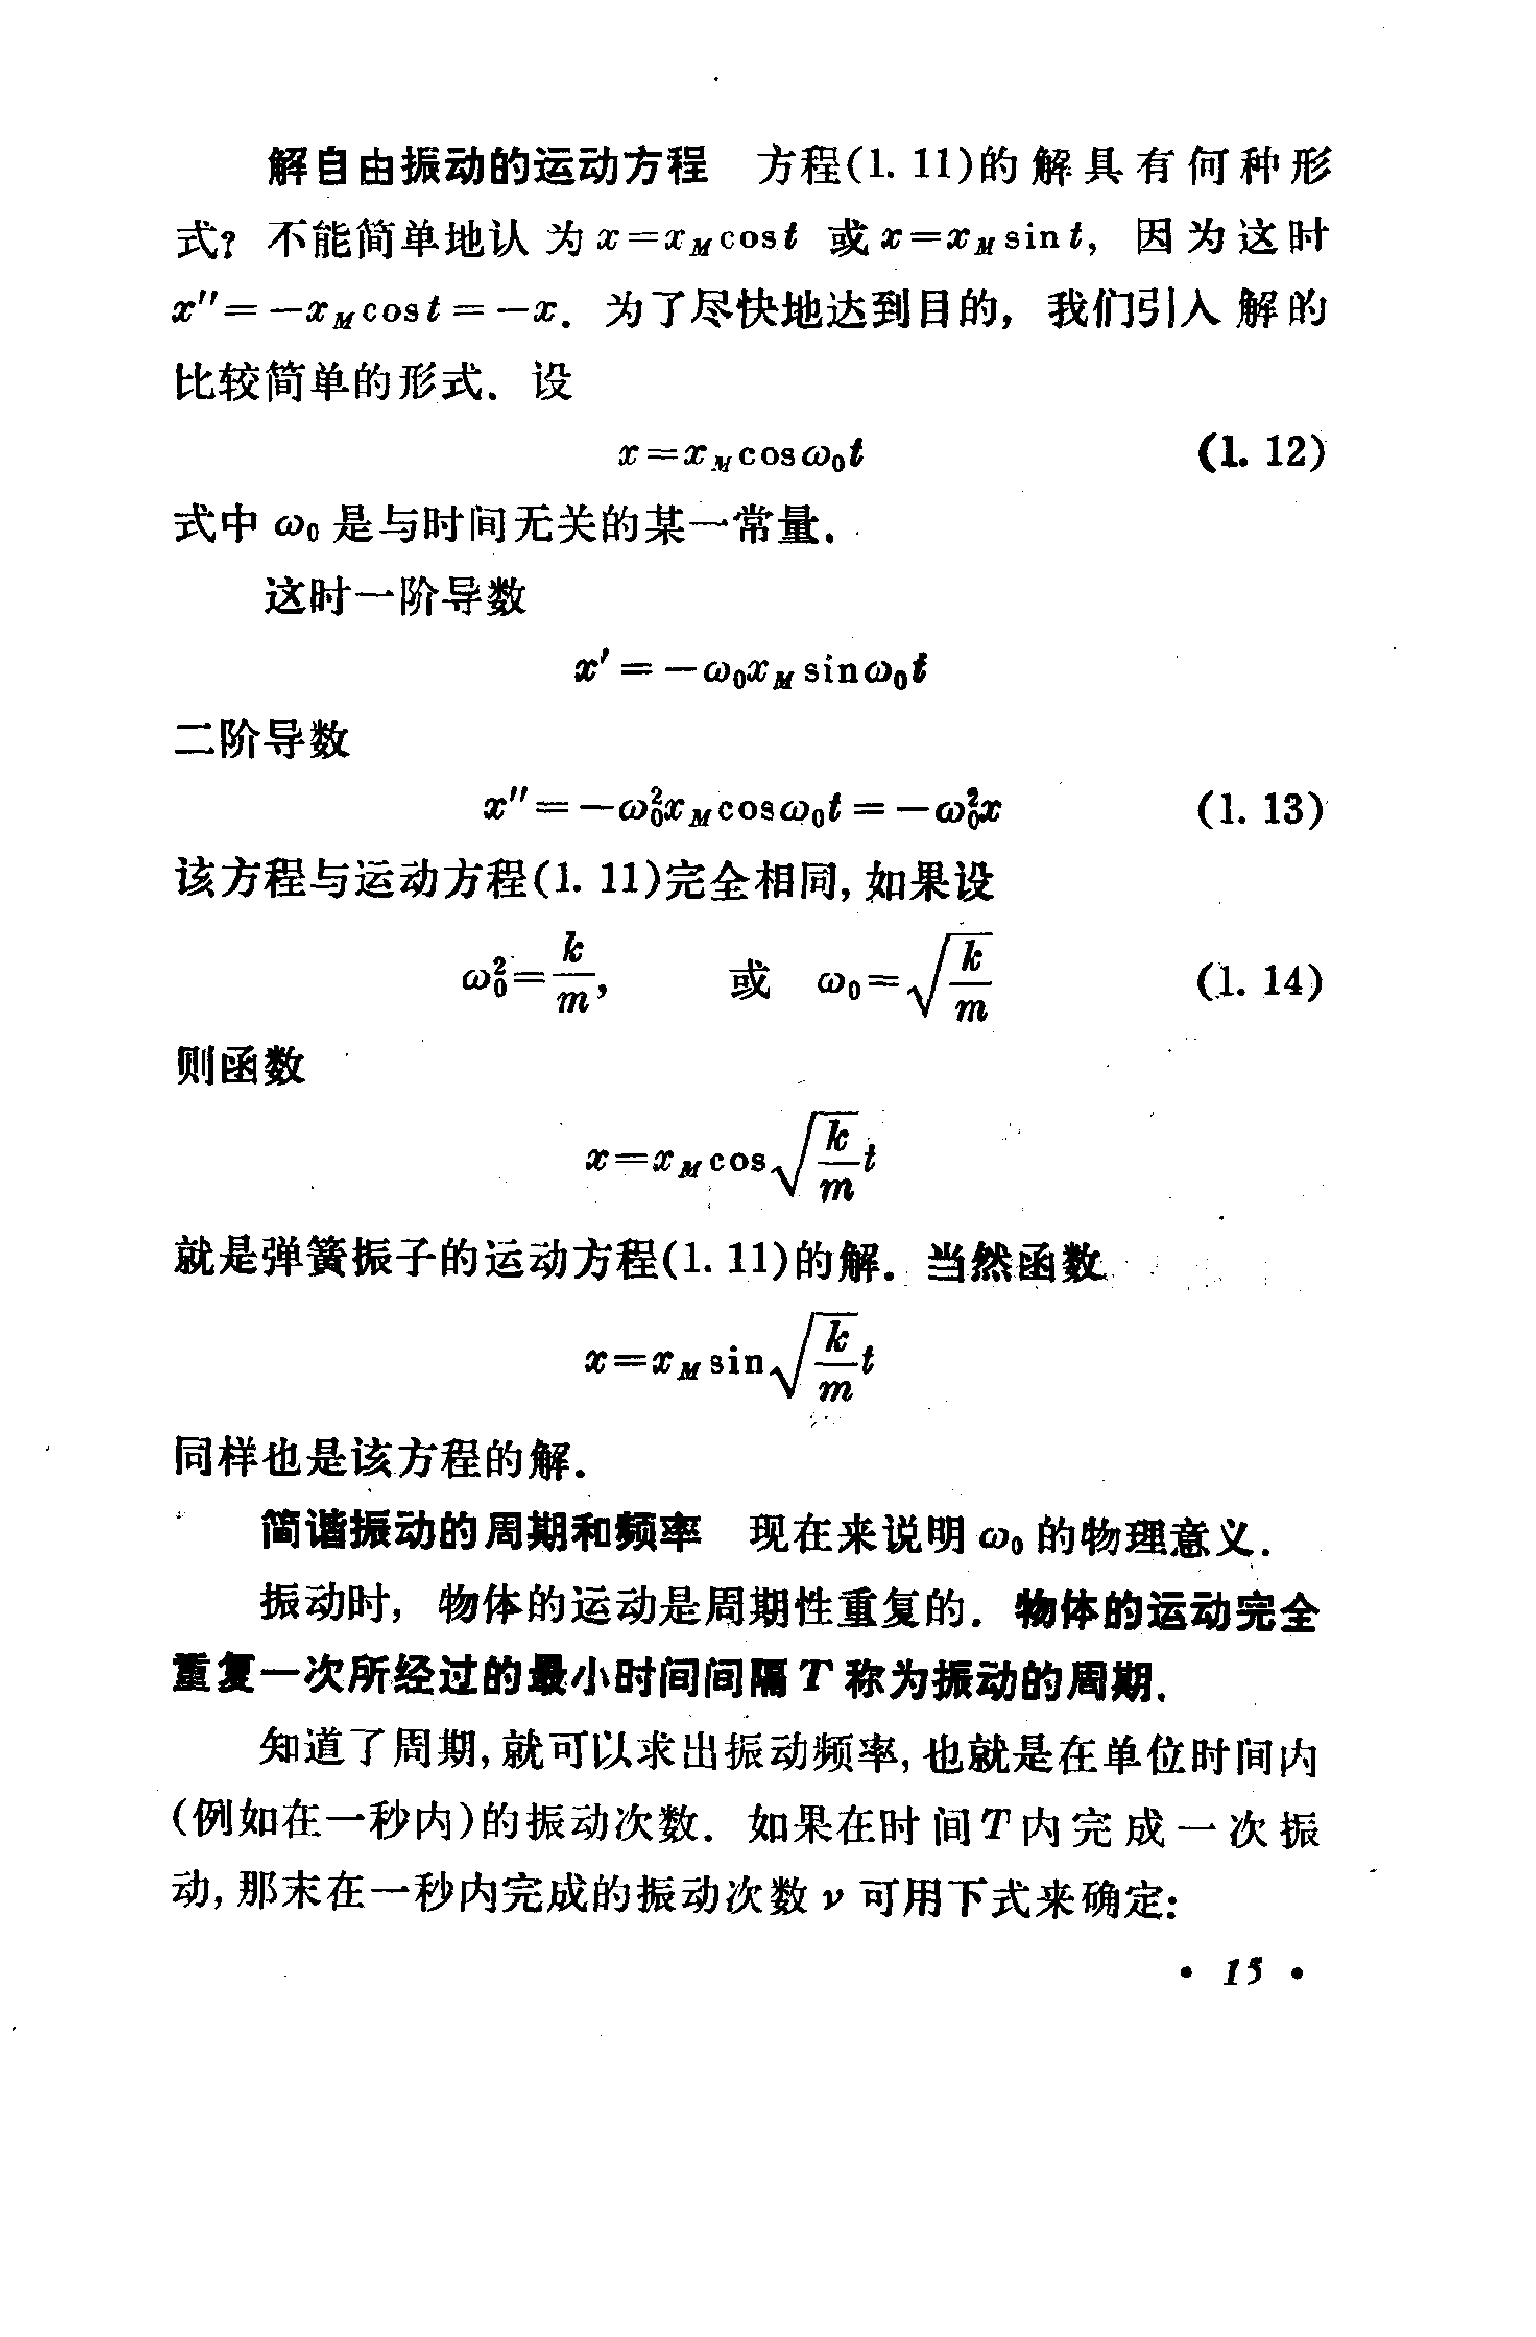 解自由振动的运动方程 方程(1. 11)的解具有何种形
式? 不能简单地认为 x=x_M cos t 或 x=x_M sin t, 因为这时
x″= -x_M cos t = -x. 为了尽快地达到目的, 我们引入解的
比较简单的形式. 设
x=x_M cos ω₀t (1. 12)
式中 ω₀ 是与时间无关的某一常量.
这时一阶导数
x′ = -ω₀x_M sin ω₀t
二阶导数
x″= -ω₀²x_M cos ω₀t = -ω₀²x (1. 13)
该方程与运动方程(1. 11)完全相同, 如果设
ω₀²=k/m, 或 ω₀=√(k/m) (1. 14)
则函数
x=x_M cos √(k/m) t
就是弹簧振子的运动方程(1. 11)的解. 当然函数
x=x_M sin √(k/m) t
同样也是该方程的解.
简谐振动的周期和频率 现在来说明 ω₀ 的物理意义.
振动时, 物体的运动是周期性重复的. 物体的运动完全
重复一次所经过的最小时间间隔 T 称为振动的周期.
知道了周期, 就可以求出振动频率, 也就是在单位时间内
(例如在一秒内)的振动次数. 如果在时间T内完成一次振
动, 那末在一秒内完成的振动次数 ν 可用下式来确定:
• 15 •